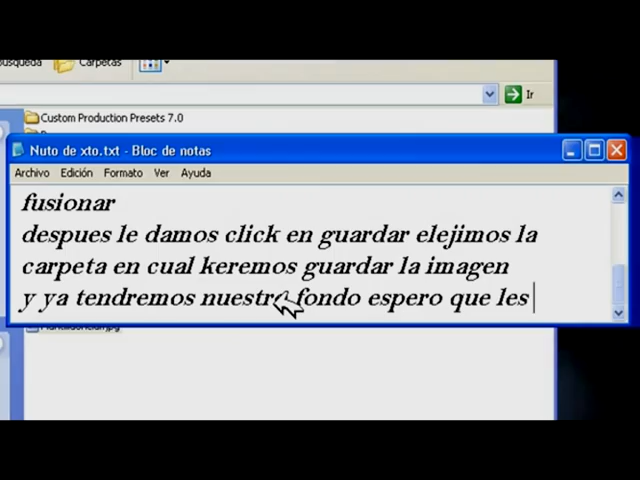 Carpetas
Ir
Custom Production Presets 7.0
Nuto de xto.txt - Bloc de notas
Archivo Edición Formato Ver Ayuda
fusionar
despues le damos click en guardar elejimos la
carpeta en cual keremos guardar la imagen
y ya tendremos nuestro fondo espero que les